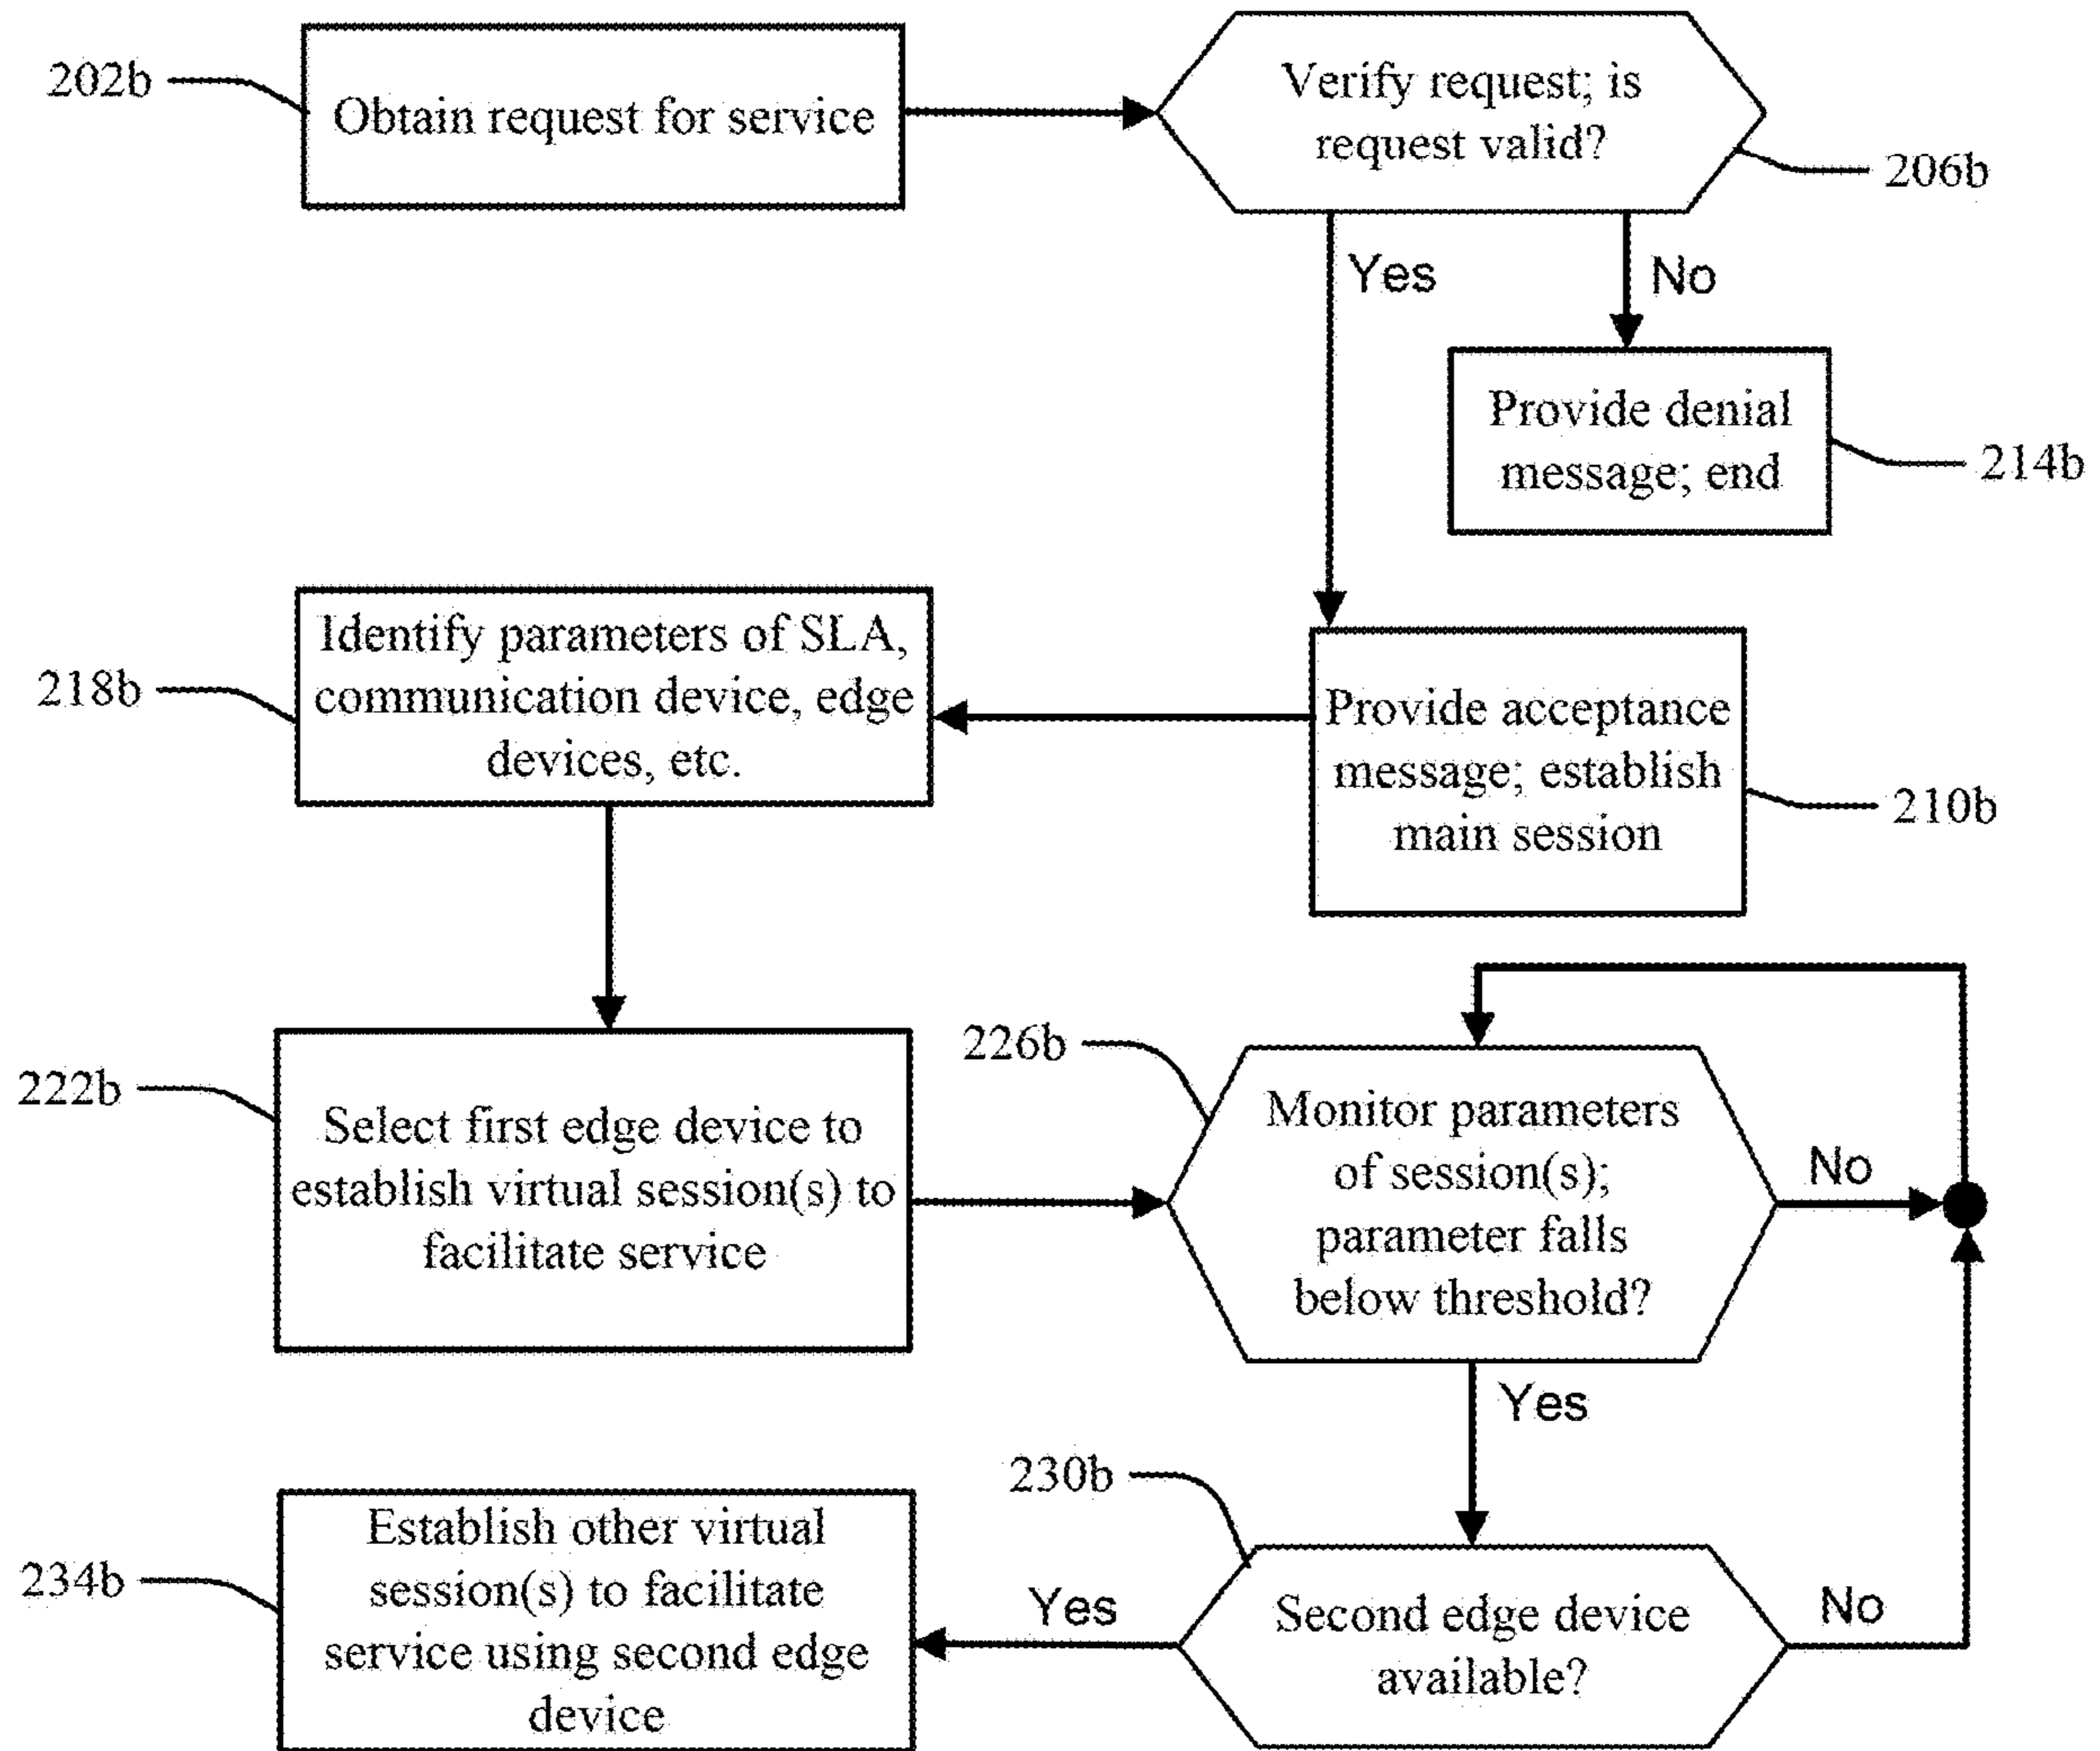 202b
Obtain request for service
Verify request; is
request valid?
206b
Yes
No
Provide denial
message; end
214b
218b
Identify parameters of SLA,
communication device, edge
devices, etc.
Provide acceptance
message; establish
main session
210b
222b
Select first edge device to
establish virtual session(s) to
facilitate service
226b
Monitor parameters
of session(s);
parameter falls
below threshold?
No
Yes
230b
Second edge device
available?
No
Yes
234b
Establish other virtual
session(s) to facilitate
service using second edge
device